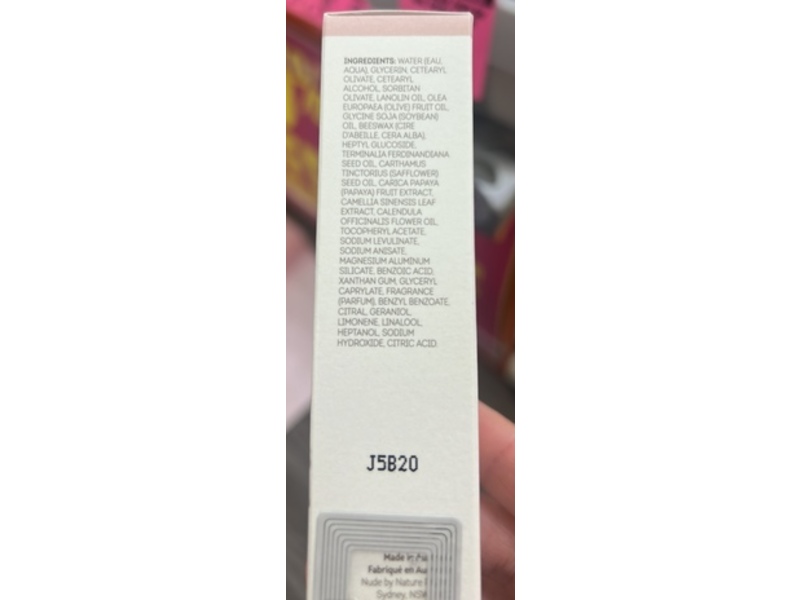 INGREDIENTS: WATER (EAU,
AQUA), GLYCERIN, CETEARYL
OLIVATE, CETEARYL
ALCOHOL, SORBITAN
OLIVATE, LANOLIN OIL, OLEA
EUROPAEA (OLIVE) FRUIT OIL,
GLYCINE SOJA (SOYBEAN)
OIL, BEESWAX (CIRE
D'ABEILLE, CERA ALBA),
HEPTYL GLUCOSIDE,
TERMINALIA FERDINANDIANA
SEED OIL, CARTHAMUS
TINCTORIUS (SAFFLOWER)
SEED OIL, CARICA PAPAYA
(PAPAYA) FRUIT EXTRACT,
CAMELLIA SINENSIS LEAF
EXTRACT, CALENDULA
OFFICINALIS FLOWER OIL,
TOCOPHERYL ACETATE,
SODIUM LEVULINATE,
SODIUM ANISATE,
MAGNESIUM ALUMINUM
SILICATE, BENZOIC ACID,
XANTHAN GUM, GLYCERYL
CAPRYLATE, FRAGRANCE
(PARFUM), BENZYL BENZOATE,
CITRAL, GERANIOL,
LIMONENE, LINALOOL,
HEPTANOL, SODIUM
HYDROXIDE, CITRIC ACID.
J5B20
Made in
Fabriqué en
Nude by Nature
Sydney, NSW